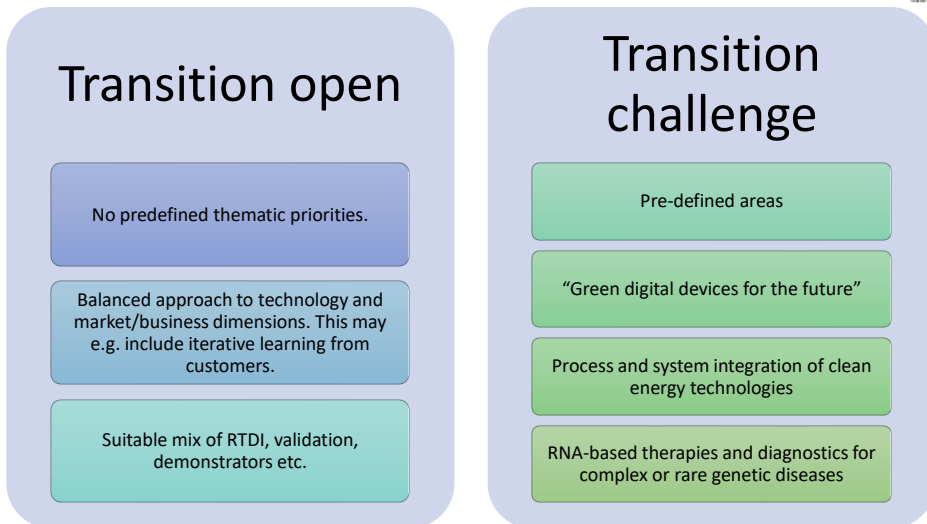 Transition open
No predefined thematic priorities.
Balanced approach to technology and
market/business dimensions. This may
e.g. include iterative learning from
customers.
Suitable mix of RTDI, validation,
demonstrators etc.
Transition
challenge
Pre-defined areas
“Green digital devices for the future”
Process and system integration of clean
energy technologies
RNA-based therapies and diagnostics for
complex or rare genetic diseases